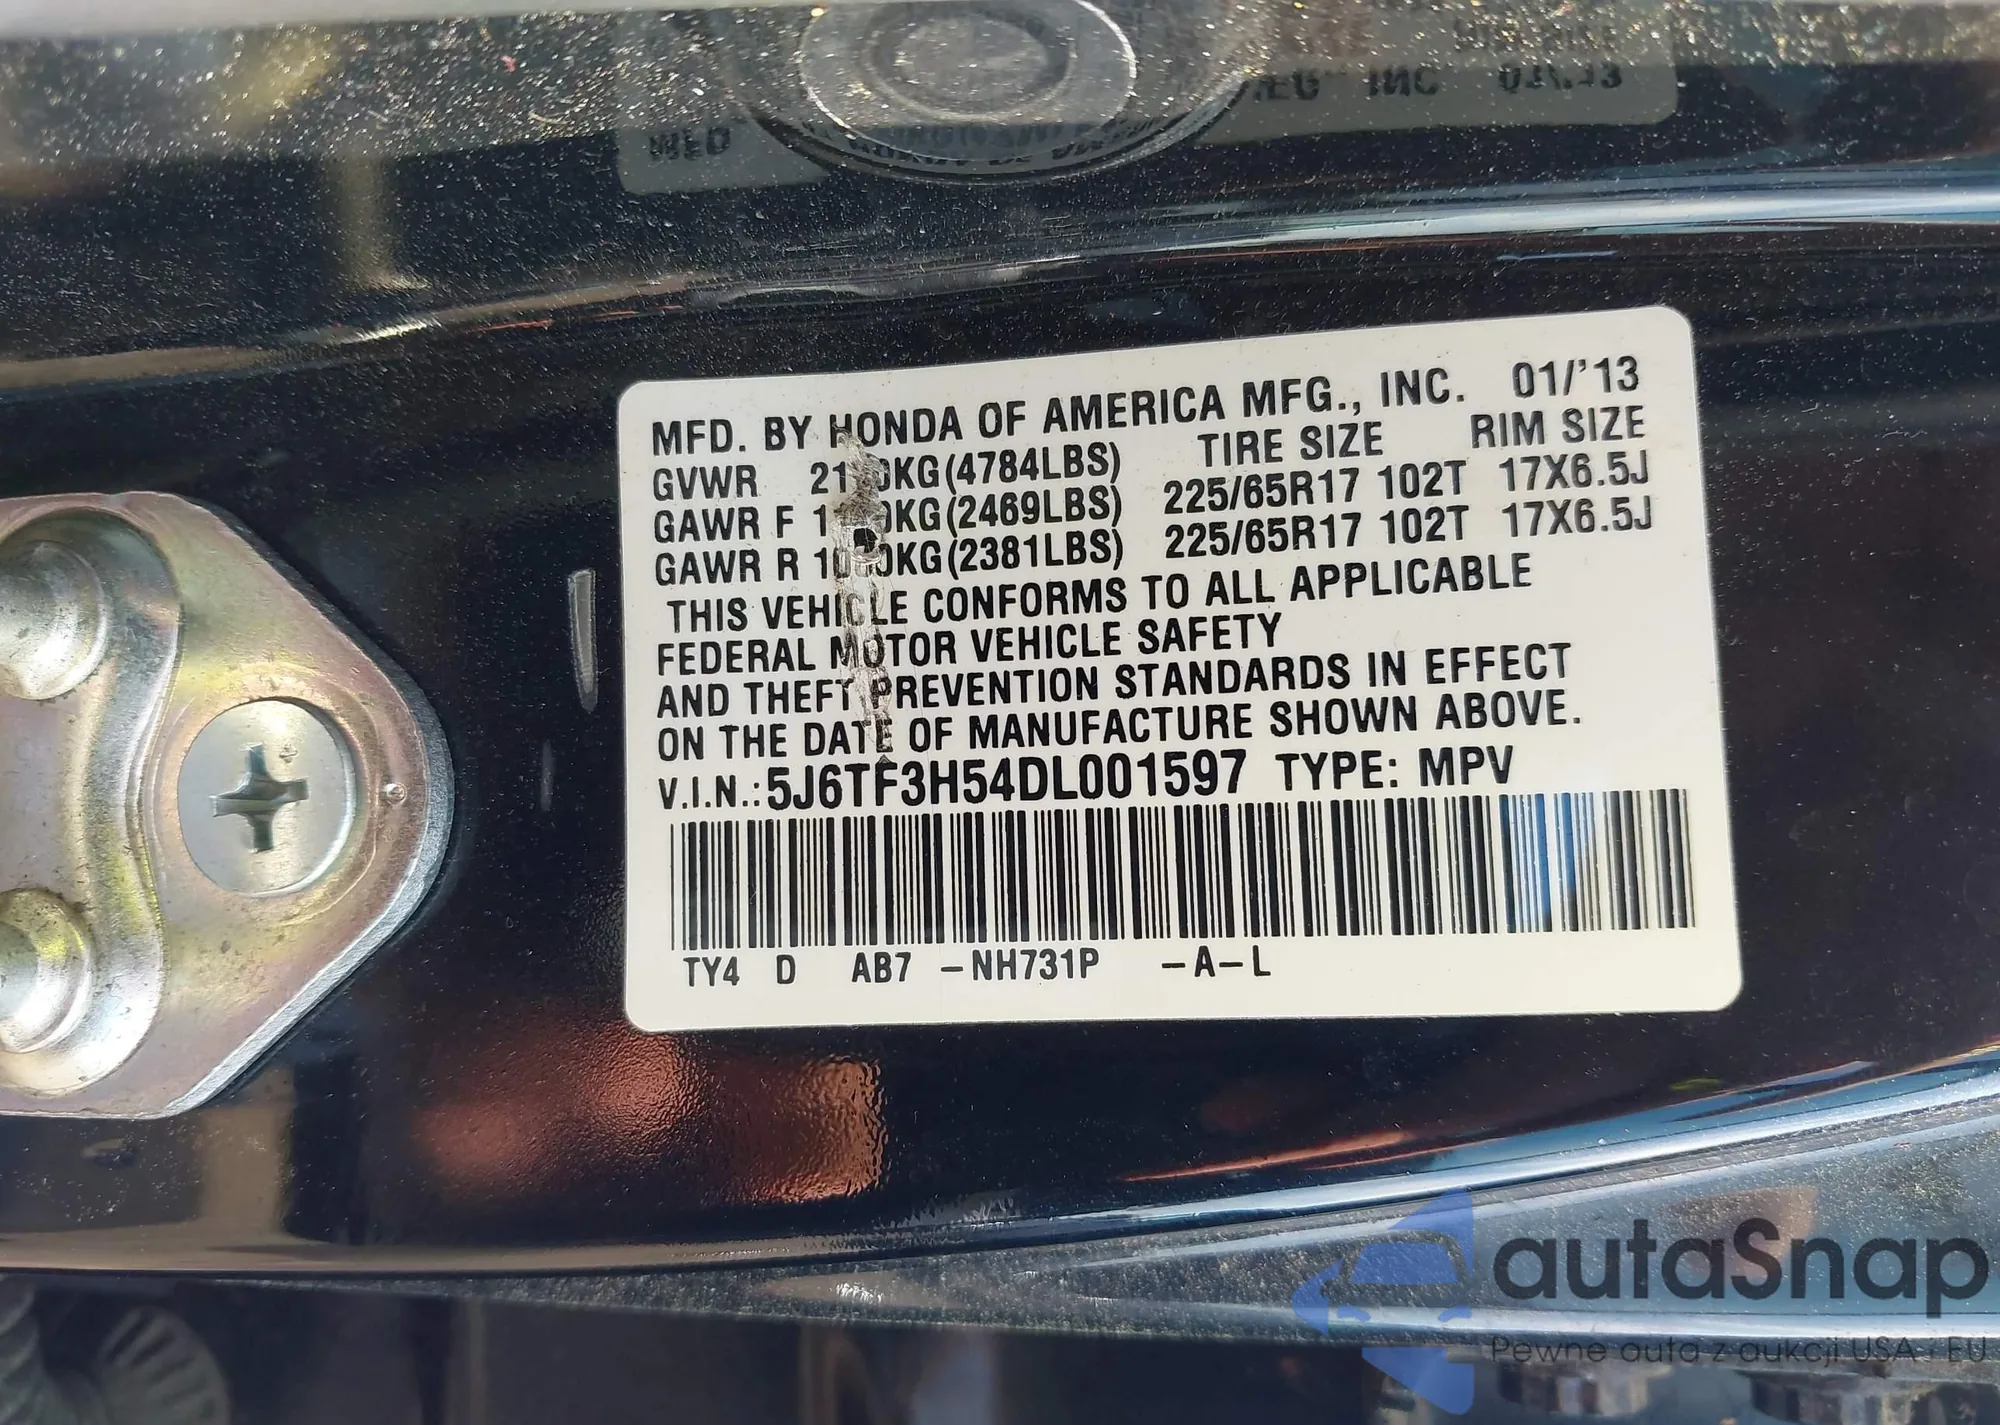 MFD. BY HONDA OF AMERICA MFG., INC. 01/'13
GVWR (4784LBS) TIRE SIZE RIM SIZE
GAWR F (2469LBS) 225/65R17 102T 17X6.5J
GAWR R (2381LBS) 225/65R17 102T 17X6.5J
THIS VEHICLE CONFORMS TO ALL APPLICABLE
FEDERAL MOTOR VEHICLE SAFETY
AND THEFT PREVENTION STANDARDS IN EFFECT
ON THE DATE OF MANUFACTURE SHOWN ABOVE.
V.I.N.: 5J6TF3H54DL001597 TYPE: MPV
TY4 D AB7 -NH731P -A-L
autaSnap
Pewne auta z aukcji USA i EU